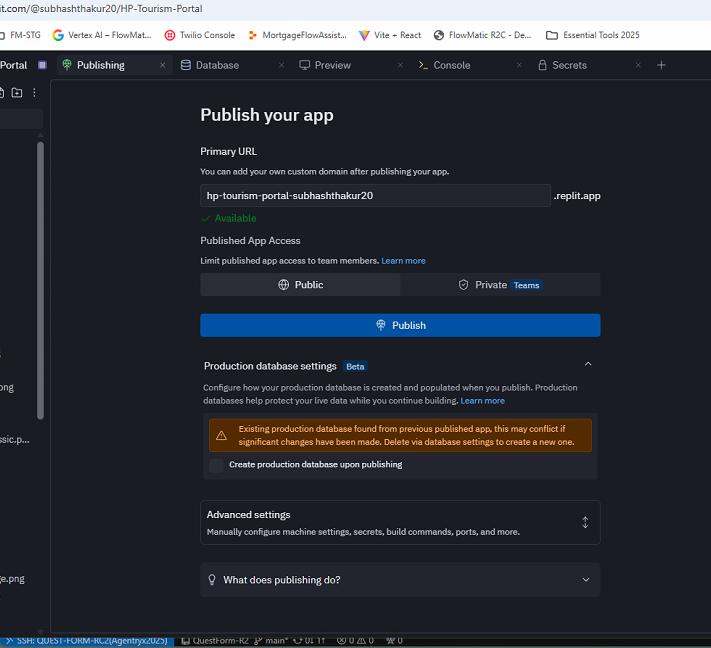 it.com/@subhashthakur20/HP-Tourism-Portal
FM-STG Vertex AI – FlowMat... Twilio Console MortgageFlowAssist... Vite + React FlowMatic R2C - De... Essential Tools 2025
Portal Publishing Database Preview Console Secrets
Publish your app
Primary URL
You can add your own custom domain after publishing your app.
hp-tourism-portal-subhashthakur20 .replit.app
Available
Published App Access
Limit published app access to team members. Learn more
Public Private Teams
Publish
Production database settings Beta
Configure how your production database is created and populated when you publish. Production
databases help protect your live data while you continue building. Learn more
Existing production database found from previous published app, this may conflict if
significant changes have been made. Delete via database settings to create a new one.
Create production database upon publishing
Advanced settings
Manually configure machine settings, secrets, build commands, ports, and more.
What does publishing do?
ong
ssic.p...
ge.png
SSH: QUEST-FORM-RC2(Agentryx2025) QuestForm-R2 main* 0↓ 1↑ 0 0 0